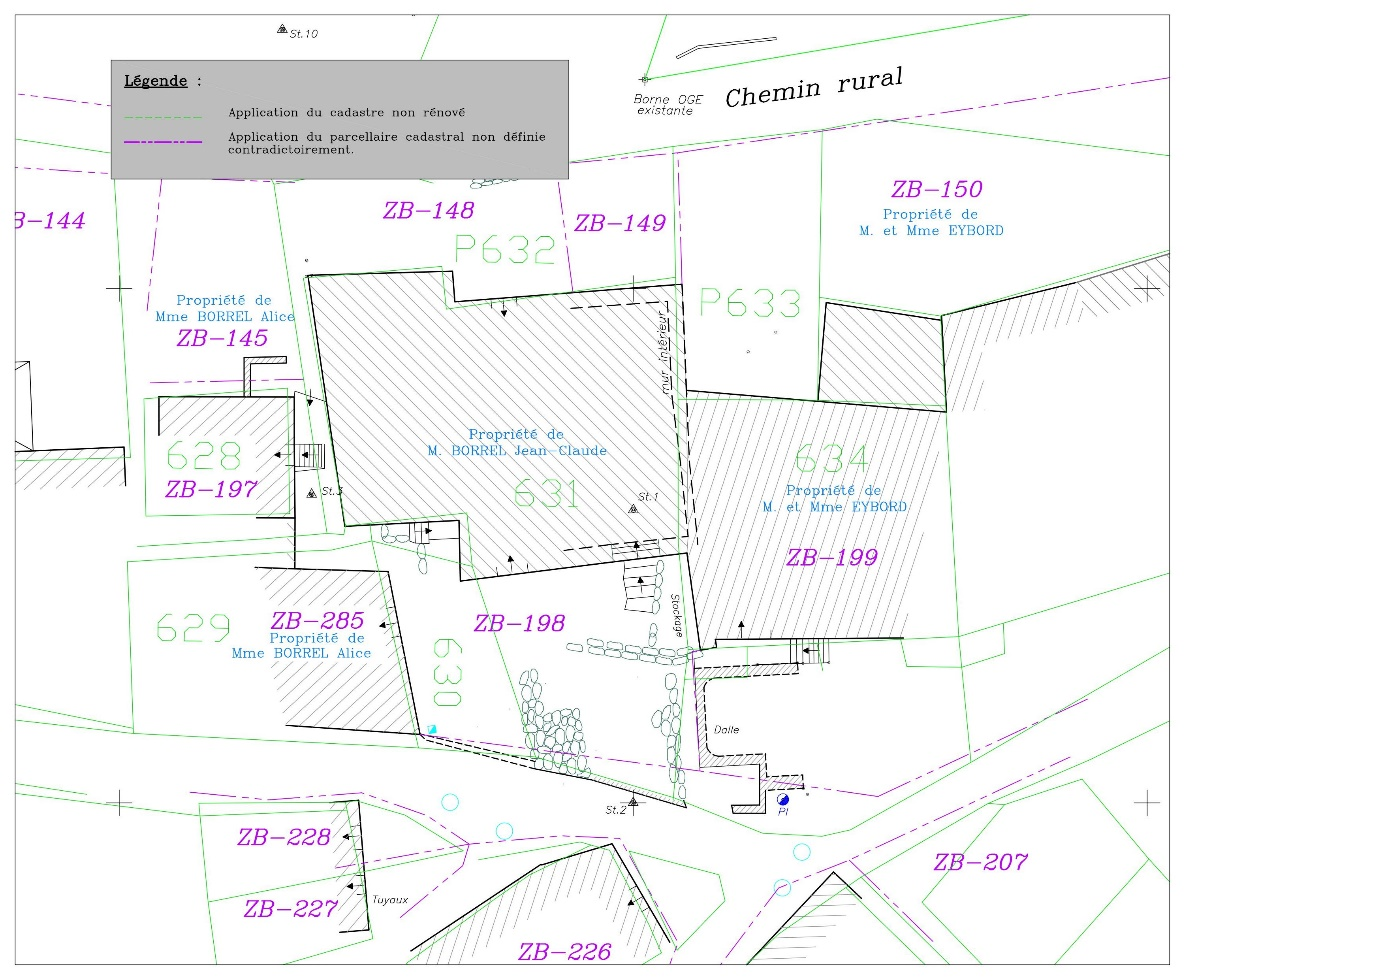 St.10
Légende :
Application du cadastre non rénové
Application du parcellaire cadastral non définie
contradictoirement.
Borne OGE
existante
Chemin rural
B-144
ZB-148
ZB-149
ZB-150
Propriété de
M. et Mme EYBORD
P632
P633
Propriété de
Mme BORREL Alice
ZB-145
mur intérieur
628
ZB-197
St.3
Propriété de
M. BORREL Jean-Claude
631
St.1
634
Propriété de
M. et Mme EYBORD
ZB-199
629
ZB-285
Propriété de
Mme BORREL Alice
630
ZB-198
Stockage
Dalle
St.2
PI
ZB-228
ZB-227
Tuyaux
ZB-226
ZB-207